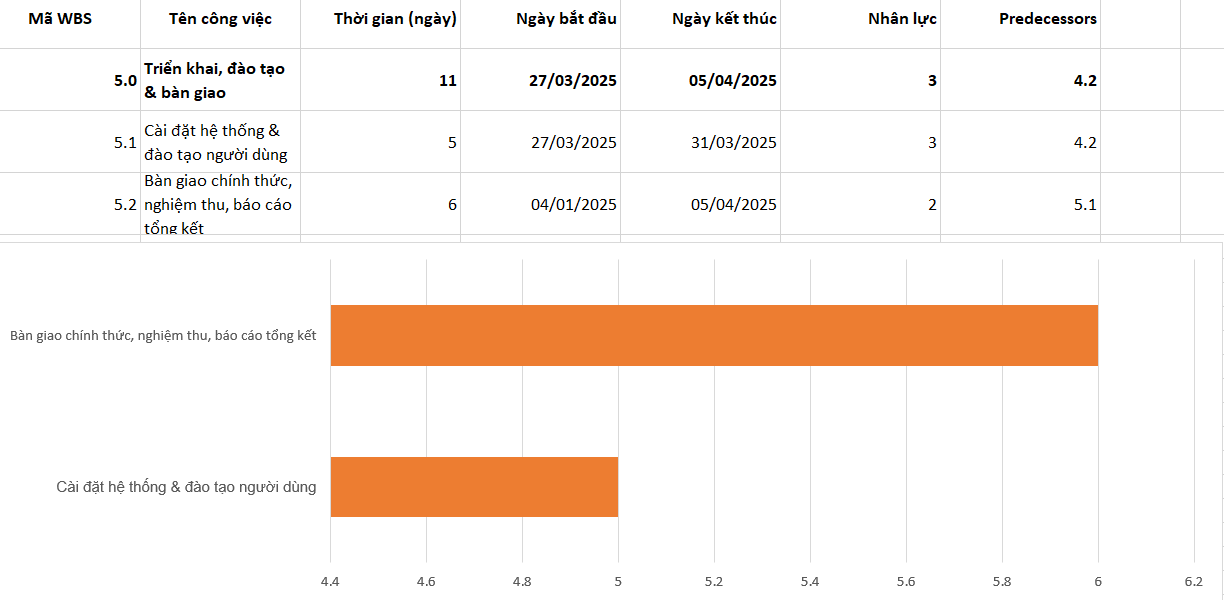 Mã WBS Tên công việc Thời gian (ngày) Ngày bắt đầu Ngày kết thúc Nhân lực Predecessors
5.0 Triển khai, đào tạo & bàn giao 11 27/03/2025 05/04/2025 3 4.2
5.1 Cài đặt hệ thống & đào tạo người dùng 5 27/03/2025 31/03/2025 3 4.2
5.2 Bàn giao chính thức, nghiệm thu, báo cáo tổng kết 6 04/01/2025 05/04/2025 2 5.1
Bàn giao chính thức, nghiệm thu, báo cáo tổng kết
Cài đặt hệ thống & đào tạo người dùng
4.4 4.6 4.8 5 5.2 5.4 5.6 5.8 6 6.2